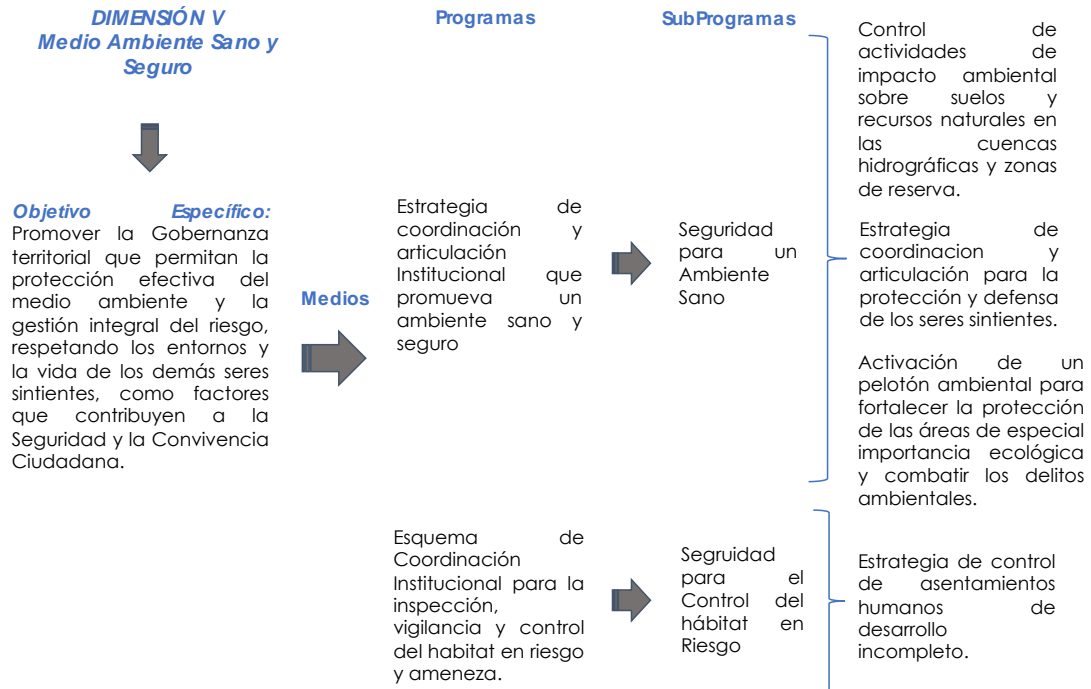 DIMENSIÓN V
Medio Ambiente Sano y
Seguro
Objetivo Específico:
Promover la Gobernanza
territorial que permitan la
protección efectiva del
medio ambiente y la
gestión integral del riesgo,
respetando los entornos y
la vida de los demás seres
sintientes, como factores
que contribuyen a la
Seguridad y la Convivencia
Ciudadana.
Medios
Programas
Estrategia de
coordinación y
articulación
Institucional que
promueva un
ambiente sano y
seguro
Esquema de
Coordinación
Institucional para la
inspección,
vigilancia y control
del habitat en riesgo
y ameneza.
SubProgramas
Seguridad
para un
Ambiente
Sano
Segruidad
para el
Control del
hábitat en
Riesgo
Control de
actividades de
impacto ambiental
sobre suelos y
recursos naturales en
las cuencas
hidrográficas y zonas
de reserva.
Estrategia de
coordinacion y
articulación para la
protección y defensa
de los seres sintientes.
Activación de un
pelotón ambiental para
fortalecer la protección
de las áreas de especial
importancia ecológica
y combatir los delitos
ambientales.
Estrategia de control
de asentamientos
humanos de
desarrollo
incompleto.